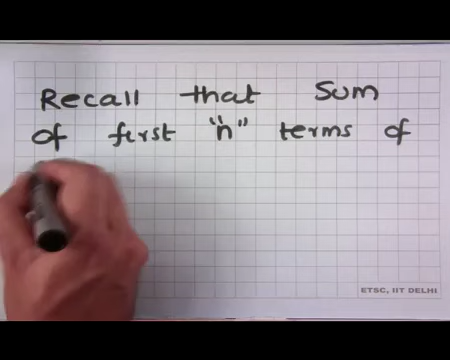 Recall that Sum
of first "n" terms of
ETSC, IIT DELHI